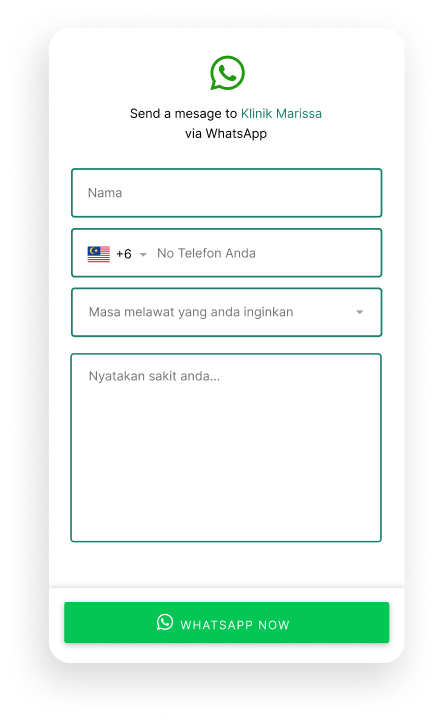 Send a mesage to Klinik Marissa
via WhatsApp
Nama
+6 No Telefon Anda
Masa melawat yang anda inginkan
Nyatakan sakit anda...
WHATSAPP NOW